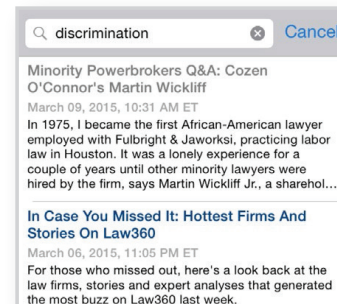 discrimination
Cancel
Minority Powerbrokers Q&A: Cozen
O'Connor's Martin Wickliff
March 09, 2015, 10:31 AM ET
In 1975, I became the first African-American lawyer
employed with Fulbright & Jaworksi, practicing labor
law in Houston. It was a lonely experience for a
couple of years until other minority lawyers were
hired by the firm, says Martin Wickliff Jr., a sharehol...
In Case You Missed It: Hottest Firms And
Stories On Law360
March 06, 2015, 11:05 PM ET
For those who missed out, here's a look back at the
law firms, stories and expert analyses that generated
the most buzz on Law360 last week.